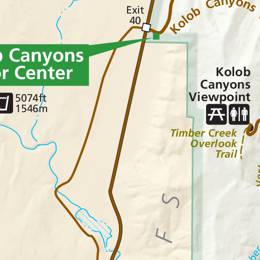 Exit
40
Kolob Canyons
Canyons
Center
5074ft
1546m
Kolob
Canyons
Viewpoint
Timber Creek
Overlook
Trail
F S